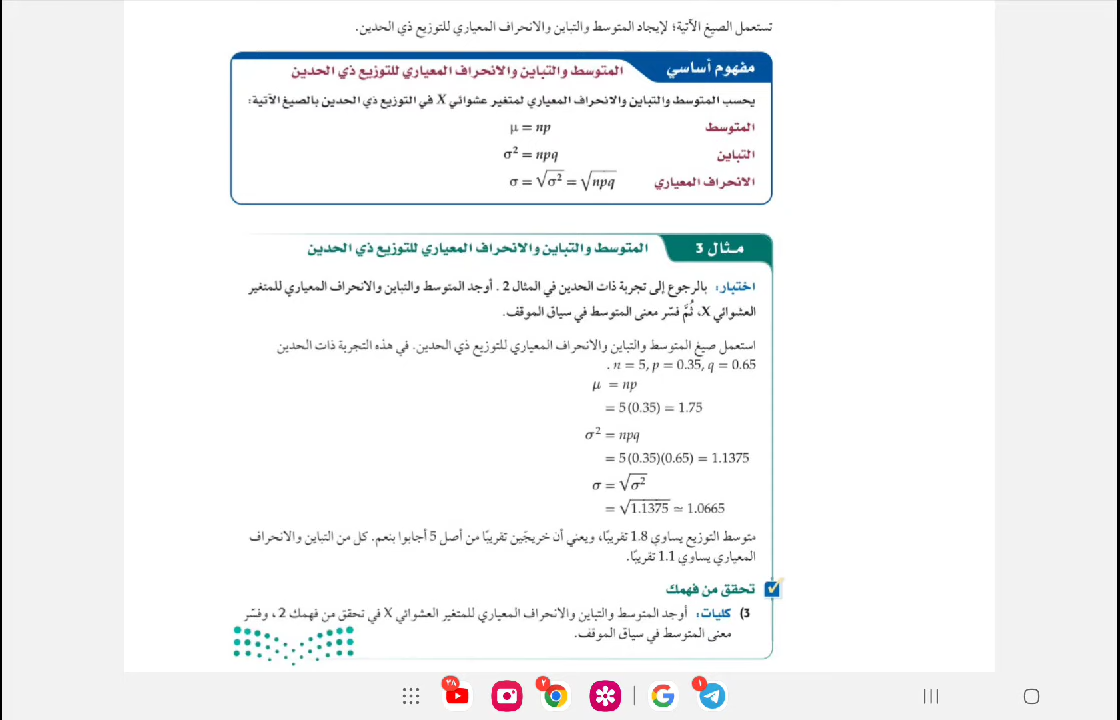 تستعمل الصيغ الآتية؛ لإيجاد المتوسط والتباين والانحراف المعياري للتوزيع ذي الحدين.
مفهوم أساسي المتوسط والتباين والانحراف المعياري للتوزيع ذي الحدين
يحسب المتوسط والتباين والانحراف المعياري لمتغير عشوائي X في التوزيع ذي الحدين بالصيغ الآتية:
المتوسط μ = np
التباين σ² = npq
الانحراف المعياري σ = √σ² = √npq
مثال 3 المتوسط والتباين والانحراف المعياري للتوزيع ذي الحدين
اختبار: بالرجوع إلى تجربة ذات الحدين في المثال 2 . أوجد المتوسط والتباين والانحراف المعياري للمتغير
العشوائي X، ثُمَّ فسّر معنى المتوسط في سياق الموقف.
استعمل صيغ المتوسط والتباين والانحراف المعياري للتوزيع ذي الحدين. في هذه التجربة ذات الحدين
n = 5, p = 0.35, q = 0.65 .
μ = np
= 5(0.35) = 1.75
σ² = npq
= 5(0.35)(0.65) = 1.1375
σ = √σ²
= √1.1375 ≃ 1.0665
متوسط التوزيع يساوي 1.8 تقريبًا، ويعني أن خريجَين تقريبًا من أصل 5 أجابوا بنعم. كل من التباين والانحراف
المعياري يساوي 1.1 تقريبًا.
تحقق من فهمك
3) كليات: أوجد المتوسط والتباين والانحراف المعياري للمتغير العشوائي X في تحقق من فهمك 2 ، وفسّر
معنى المتوسط في سياق الموقف.
٢٨ ٢ ١